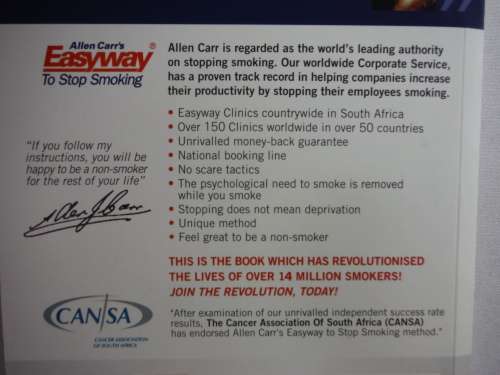 Allen Carr's
Easyway®
To Stop Smoking
Allen Carr is regarded as the world's leading authority
on stopping smoking. Our worldwide Corporate Service,
has a proven track record in helping companies increase
their productivity by stopping their employees smoking.
• Easyway Clinics countrywide in South Africa
• Over 150 Clinics worldwide in over 50 countries
• Unrivalled money-back guarantee
• National booking line
• No scare tactics
• The psychological need to smoke is removed
while you smoke
• Stopping does not mean deprivation
• Unique method
• Feel great to be a non-smoker
"If you follow my
instructions, you will be
happy to be a non-smoker
for the rest of your life"
Allen Carr
THIS IS THE BOOK WHICH HAS REVOLUTIONISED
THE LIVES OF OVER 14 MILLION SMOKERS!
JOIN THE REVOLUTION, TODAY!
CANSA
CANCER ASSOCIATION
OF SOUTH AFRICA
"After examination of our unrivalled independent success rate
results, The Cancer Association Of South Africa (CANSA)
has endorsed Allen Carr's Easyway to Stop Smoking method."